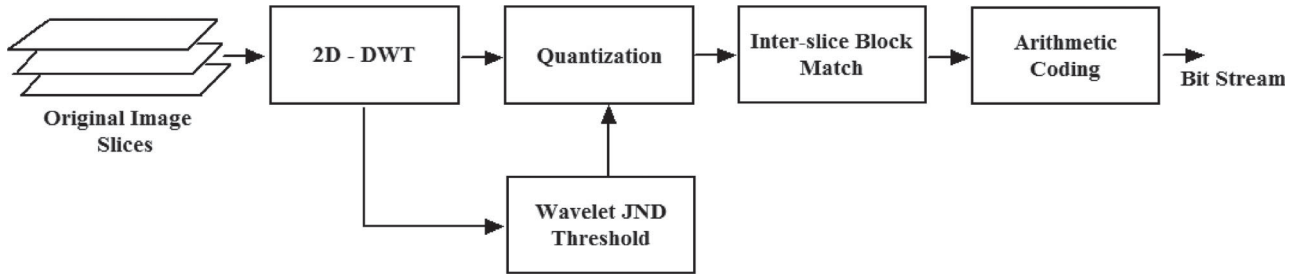 Original Image
Slices
2D - DWT
Quantization
Wavelet JND
Threshold
Inter-slice Block
Match
Arithmetic
Coding
Bit Stream